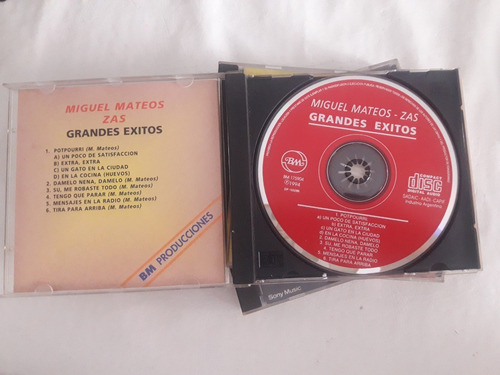 MIGUEL MATEOS
ZAS
GRANDES EXITOS
1. POTPOURRI (M. Mateos)
A) UN POCO DE SATISFACCION
B) EXTRA, EXTRA
C) UN GATO EN LA CIUDAD
D) EN LA COCINA (HUEVOS)
2. DAMELO NENA, DAMELO (M. Mateos)
3. SU, ME ROBASTE TODO (M. Mateos)
4. TENGO QUE PARAR (M. Mateos)
5. MENSAJES EN LA RADIO (M. Mateos)
6. TIRA PARA ARRIBA (M. Mateos)
BM PRODUCCIONES
MIGUEL MATEOS - ZAS
GRANDES EXITOS
℗1994
COMPACT
disc
DIGITAL AUDIO
SADAIC AADI CAPIF
Industria Argentina
1. POTPOURRI
a) UN POCO DE SATISFACCION
b) EXTRA, EXTRA
c) UN GATO EN LA CIUDAD
d) EN LA COCINA (HUEVOS)
2. DAMELO NENA, DAMELO
3. SU, ME ROBASTE TODO
4. TENGO QUE PARAR
5. MENSAJES EN LA RADIO
6. TIRA PARA ARRIBA
Sony Music